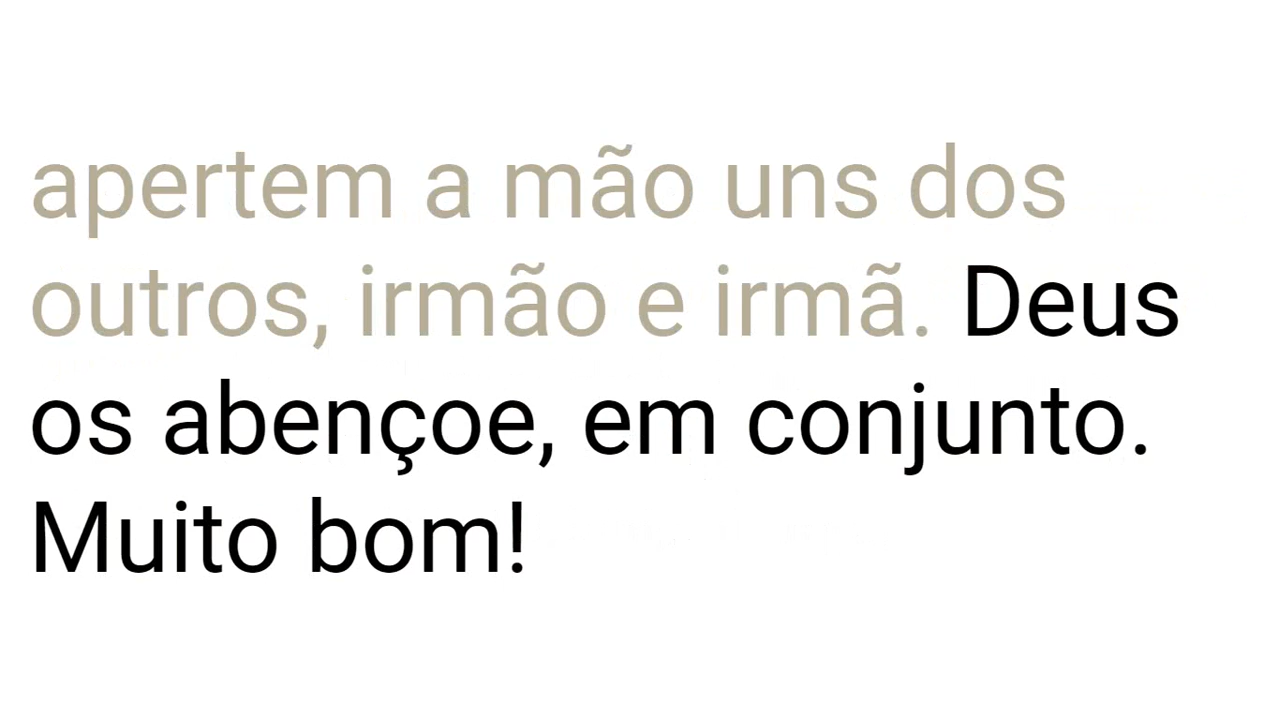 apertem a mão uns dos
outros, irmão e irmã. Deus
os abençoe, em conjunto.
Muito bom!